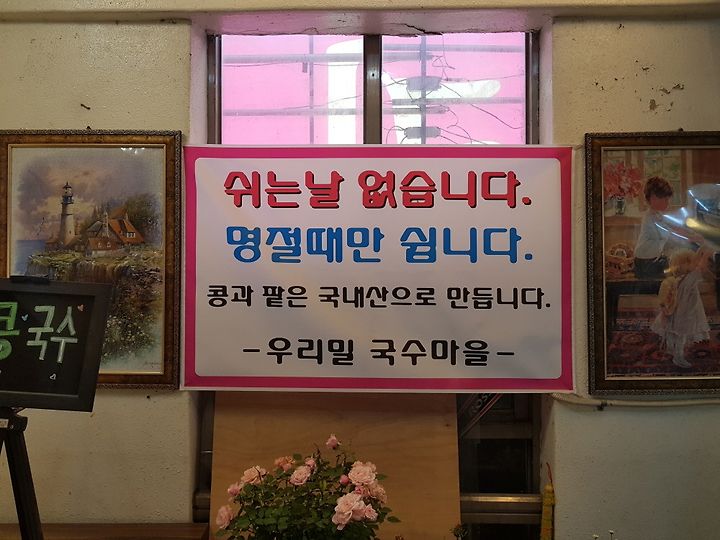 쉬는날 없습니다.
명절때만 쉽니다.
콩과 팥은 국내산으로 만듭니다.
-우리밀 국수마을-
콩국수